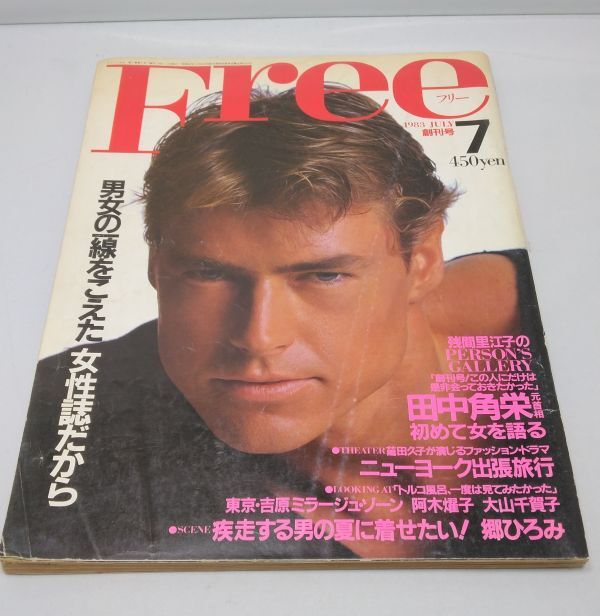 Free
フリー
1983 JULY
創刊号
7
450yen
男女の一線をこえた女性誌だから
残間里江子の
PERSON'S
GALLERY
「創刊号/この人にだけは
是非会っておきたかった」
田中角栄元首相
初めて女を語る
●THEATER 富田久子が演じるファッション・ドラマ
ニューヨーク出張旅行
●LOOKING AT「トルコ風呂、一度は見てみたかった」
東京・吉原ミラージュ・ゾーン 阿木燿子 大山千賀子
●SCENE 疾走する男の夏に着せたい! 郷ひろみ